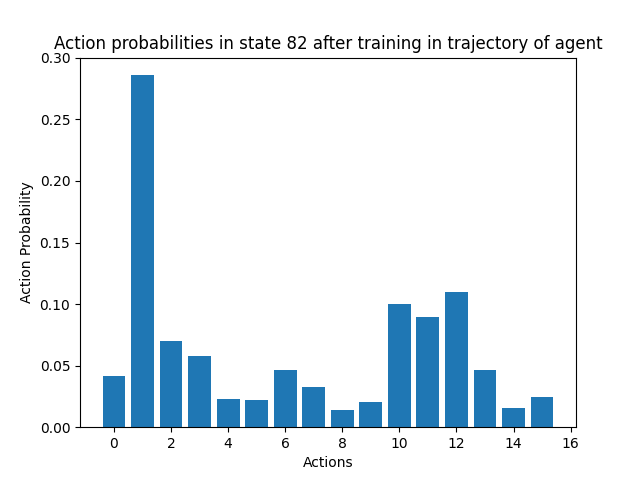 Action probabilities in state 82 after training in trajectory of agent
0.30
0.25
0.20
0.15
0.10
0.05
0.00
Action Probability
0 2 4 6 8 10 12 14 16
Actions